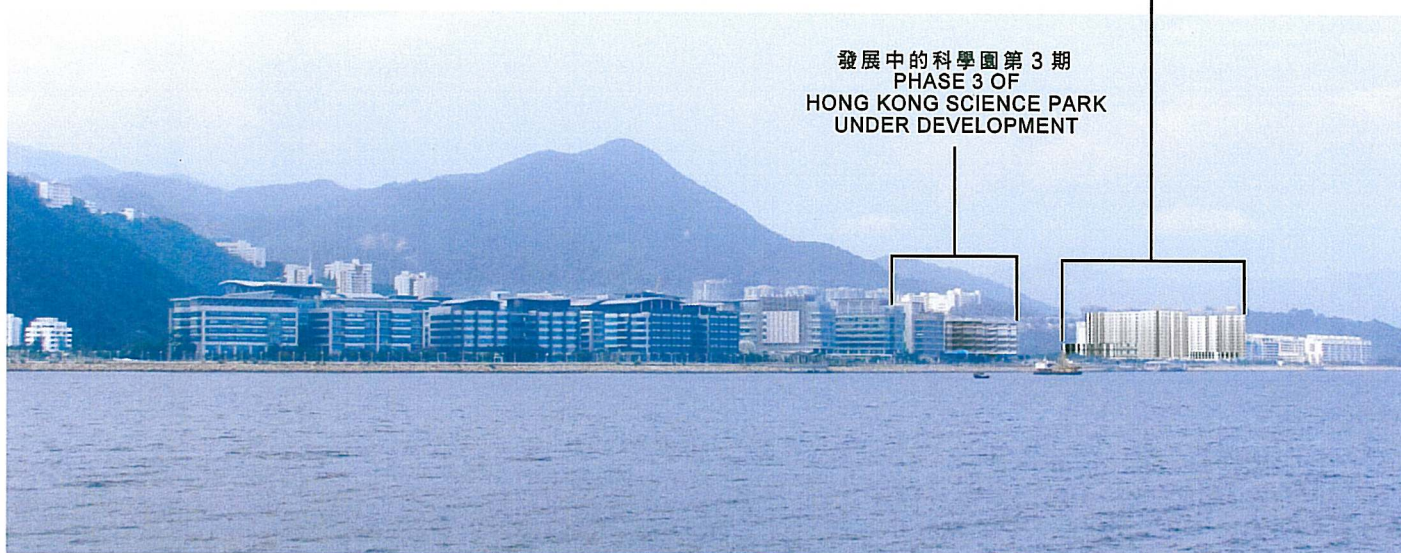 發展中的科學園第 3 期
PHASE 3 OF
HONG KONG SCIENCE PARK
UNDER DEVELOPMENT